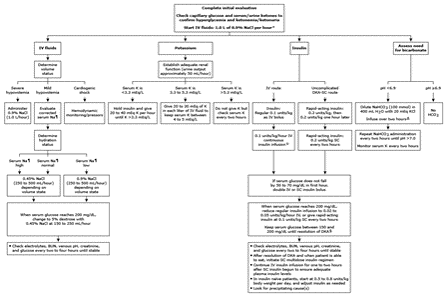 Complete initial evaluation
Check capillary glucose and serum/urine ketones to
confirm hyperglycemia and ketonemia/ketonuria
Start IV fluids: 1.0 L of 0.9% NaCl per hour
IV fluids
Determine
volume
status
Severe
hypovolemia
Mild
hypovolemia
Cardiogenic
shock
Administer
0.9% NaCl
(1.0 L/hour)
Evaluate
corrected
serum Na¶
Hemodynamic
monitoring/pressors
Determine
hydration
status
Serum Na¶
high
Serum Na¶
normal
Serum Na¶
low
0.45% NaCl
(250 to 500 mL/hour)
depending on
volume state
0.9% NaCl
(250 to 500 mL/hour)
depending on
volume state
When serum glucose reaches 200 mg/dL,
change to 5% dextrose with
0.45% NaCl at 150 to 250 mL/hour
• Check electrolytes, BUN, venous pH, creatinine,
and glucose every two to four hours until stable
Potassium
Establish adequate renal
function (urine output
approximately 50 mL/hour)
Serum K is
<3.3 mEq/L
Serum K is
3.3 to 5.3 mEq/L
Serum K is
>5.3 mEq/L
Hold insulin and give
20 to 40 mEq K per hour
until K >3.3 mEq/L
Give 20 to 30 mEq of K in
each liter of IV fluid to
keep serum K between
4 to 5 mEq/L
Do not give K but
check serum K
every two hours
Insulin
IV route
Uncomplicated
DKA-SC route
Insulin:
Regular 0.1 units/kg
as IV bolus
Rapid-acting insulin:
0.3 units/kg, then
0.2 units/kg one hour later
0.1 units/kg/hour IV
continuous insulin
infusion
Rapid-acting insulin:
0.2 units/kg SC
every two hours
If serum glucose does not fall
by 50 to 70 mg/dL in first hour,
double IV or SC insulin bolus
When serum glucose reaches 200 mg/dL,
reduce regular insulin infusion to 0.02 to
0.05 units/kg/hour IV, or give rapid-acting
insulin at 0.1 units/kg SC every two hours
Keep serum glucose between 150 and
200 mg/dL until resolution of DKA
• Check electrolytes, BUN, venous pH, creatinine,
and glucose every two to four hours until stable
• After resolution of DKA and when patient is able
to eat, initiate SC multidose insulin regimen
• Continue IV insulin infusion for one to two hours
after SC insulin begun to ensure adequate
plasma insulin levels
• In insulin naive patients, start at 0.5 to 0.8 units/kg
body weight per day, and adjust insulin as needed
• Look for precipitating cause(s)
Assess need
for bicarbonate
pH <6.9
pH ≥6.9
Dilute NaHCO3 (100 mmol) in
400 mL H2O with 20 mEq KCl
Infuse over two hours
No
HCO3
Repeat NaHCO3 administration
every two hours until pH >7.0
Monitor serum K every two hours